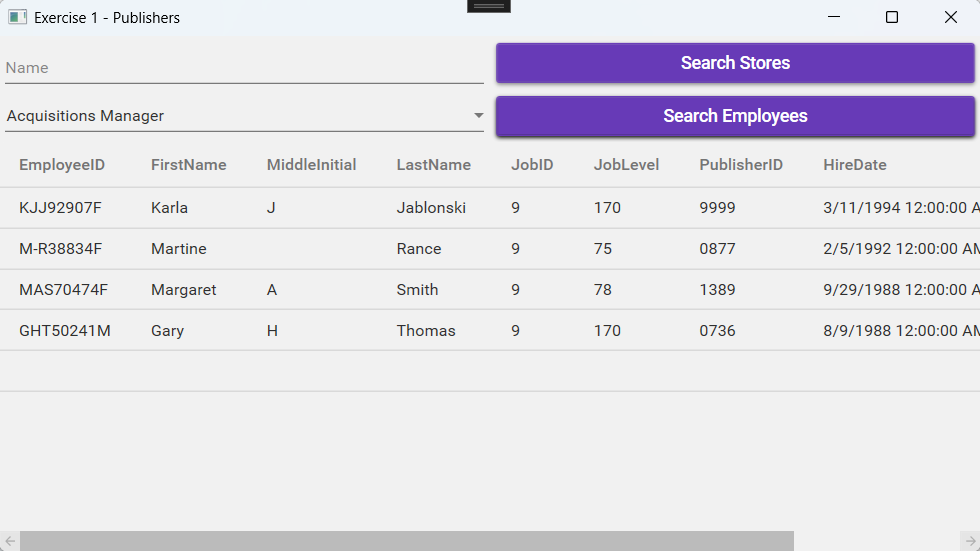 Exercise 1 - Publishers
Name
Search Stores
Acquisitions Manager
Search Employees
EmployeeID FirstName MiddleInitial LastName JobID JobLevel PublisherID HireDate
KJJ92907F Karla J Jablonski 9 170 9999 3/11/1994 12:00:00 A
M-R38834F Martine Rance 9 75 0877 2/5/1992 12:00:00 AM
MAS70474F Margaret A Smith 9 78 1389 9/29/1988 12:00:00 A
GHT50241M Gary H Thomas 9 170 0736 8/9/1988 12:00:00 AM